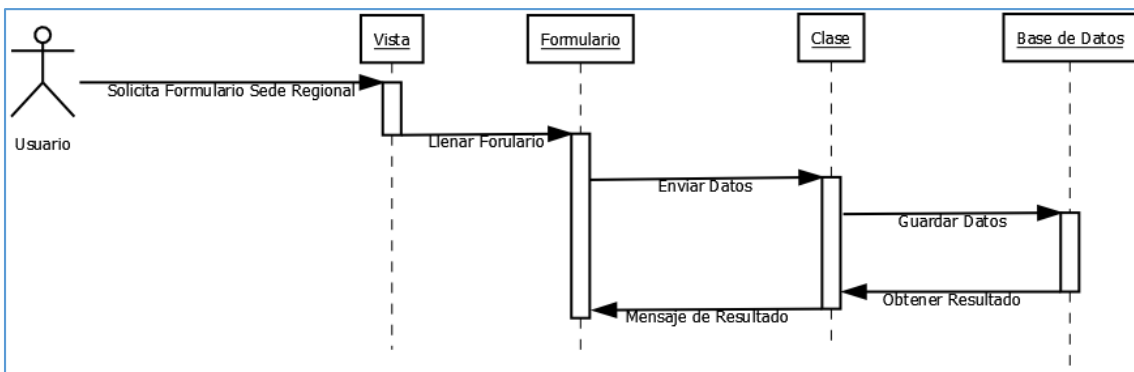 Vista
Formulario
Clase
Base de Datos
Solicita Formulario Sede Regional
Usuario
Llenar Forulario
Enviar Datos
Guardar Datos
Obtener Resultado
Mensaje de Resultado